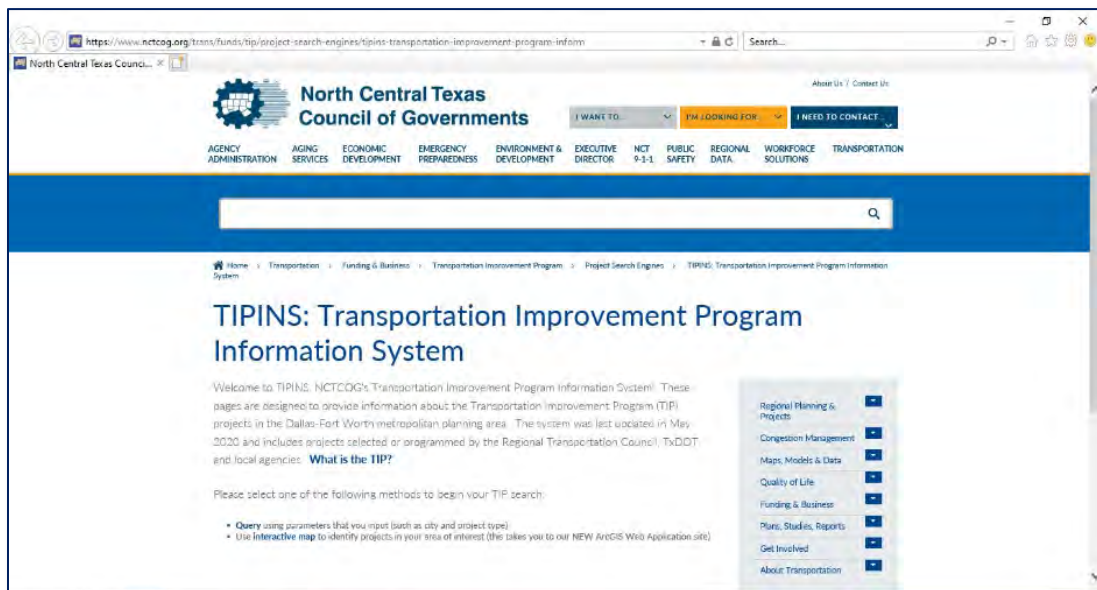 https://www.nctcog.org/trans/funds/tip/project-search-engines/tipins-transportation-improvement-program-inform
Search...
North Central Texas Counci...
North Central Texas
Council of Governments
About Us / Contact Us
I WANT TO...
I'M LOOKING FOR...
I NEED TO CONTACT...
AGENCY ADMINISTRATION
AGING SERVICES
ECONOMIC DEVELOPMENT
EMERGENCY PREPAREDNESS
ENVIRONMENT & DEVELOPMENT
EXECUTIVE DIRECTOR
NCT 9-1-1
PUBLIC SAFETY
REGIONAL DATA
WORKFORCE SOLUTIONS
TRANSPORTATION
Home > Transportation > Funding & Business > Transportation Improvement Program > Project Search Engines > TIPINS: Transportation Improvement Program Information
System
TIPINS: Transportation Improvement Program
Information System
Welcome to TIPINS, NCTCOG's Transportation Improvement Program Information System! These
pages are designed to provide information about the Transportation Improvement Program (TIP)
projects in the Dallas-Fort Worth metropolitan planning area. The system was last updated in May
2020 and includes projects selected or programmed by the Regional Transportation Council, TxDOT
and local agencies. What is the TIP?
Please select one of the following methods to begin your TIP search:
• Query using parameters that you input (such as city and project type)
• Use interactive map to identify projects in your area of interest (this takes you to our NEW ArcGIS Web Application site)
Regional Planning &
Projects
Congestion Management
Maps, Models & Data
Quality of Life
Funding & Business
Plans, Studies, Reports
Get Involved
About Transportation